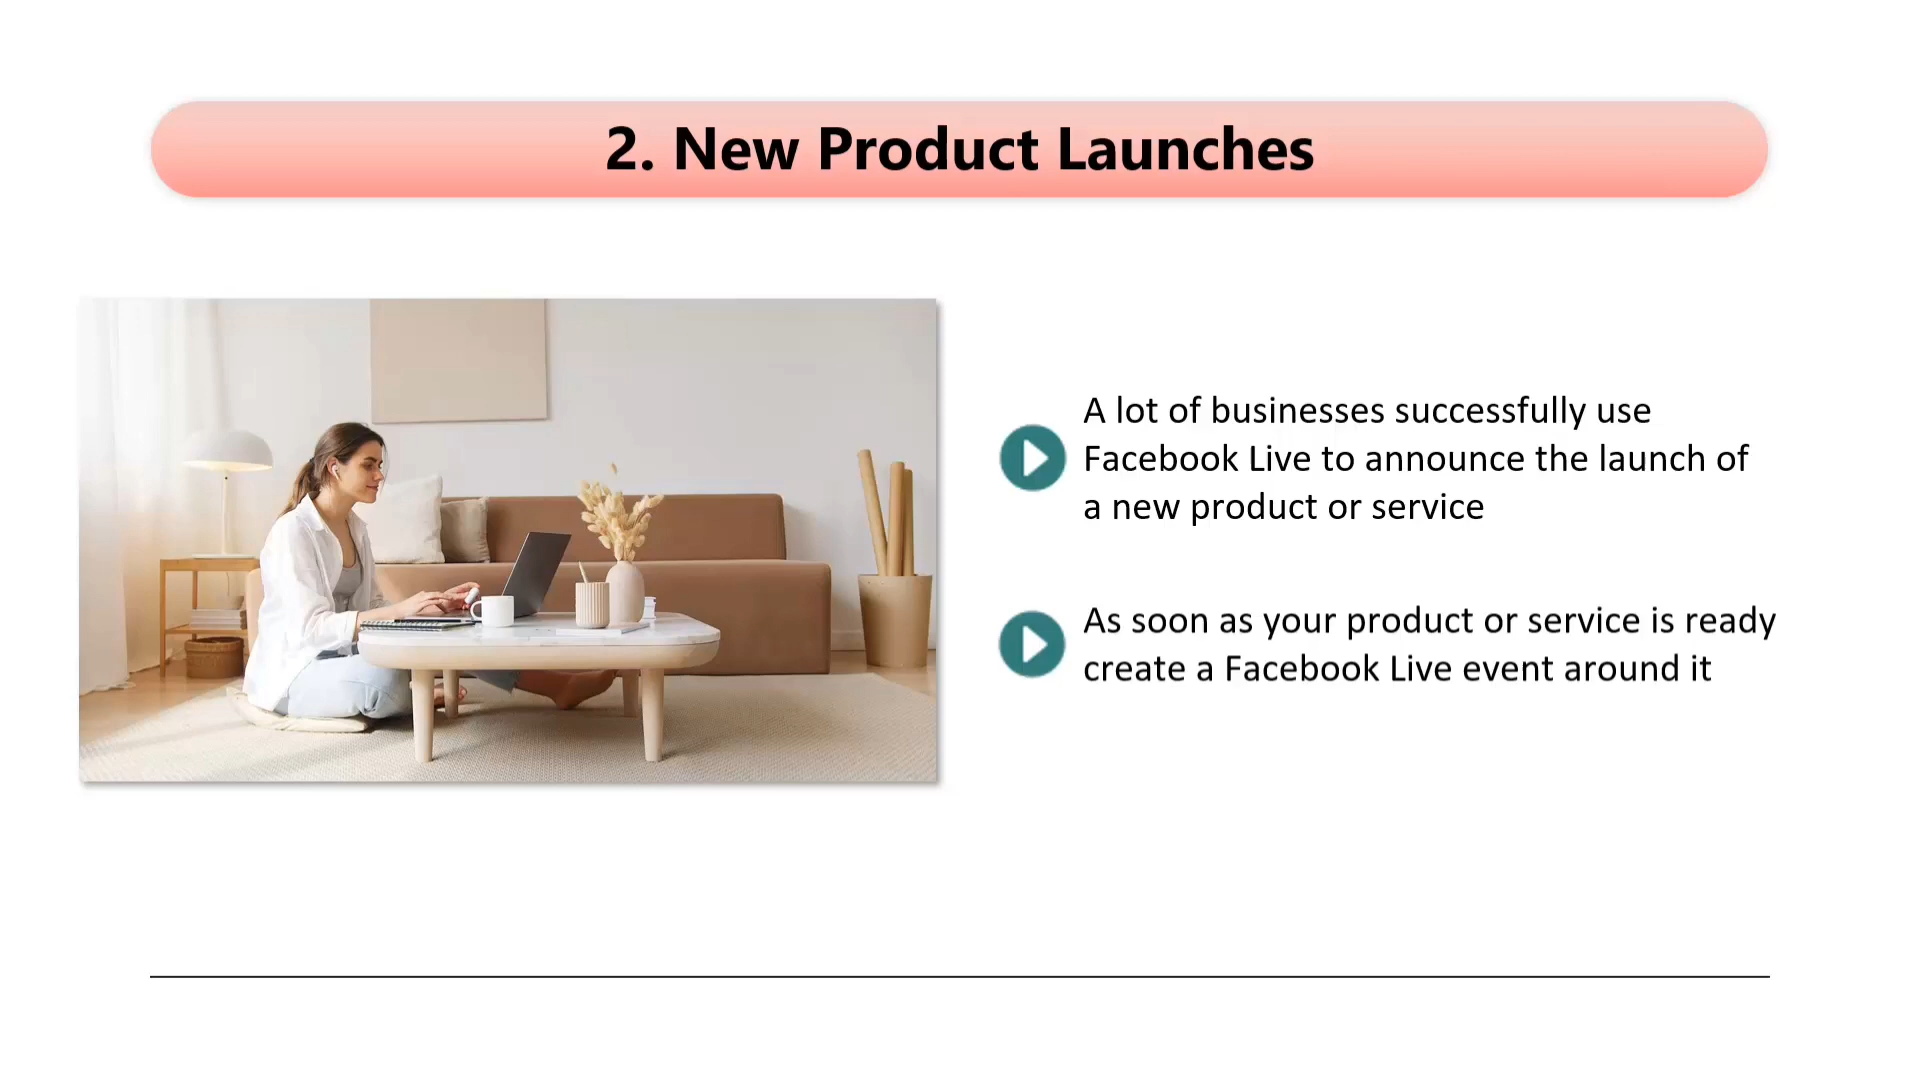 2. New Product Launches
A lot of businesses successfully use
Facebook Live to announce the launch of
a new product or service
As soon as your product or service is ready
create a Facebook Live event around it